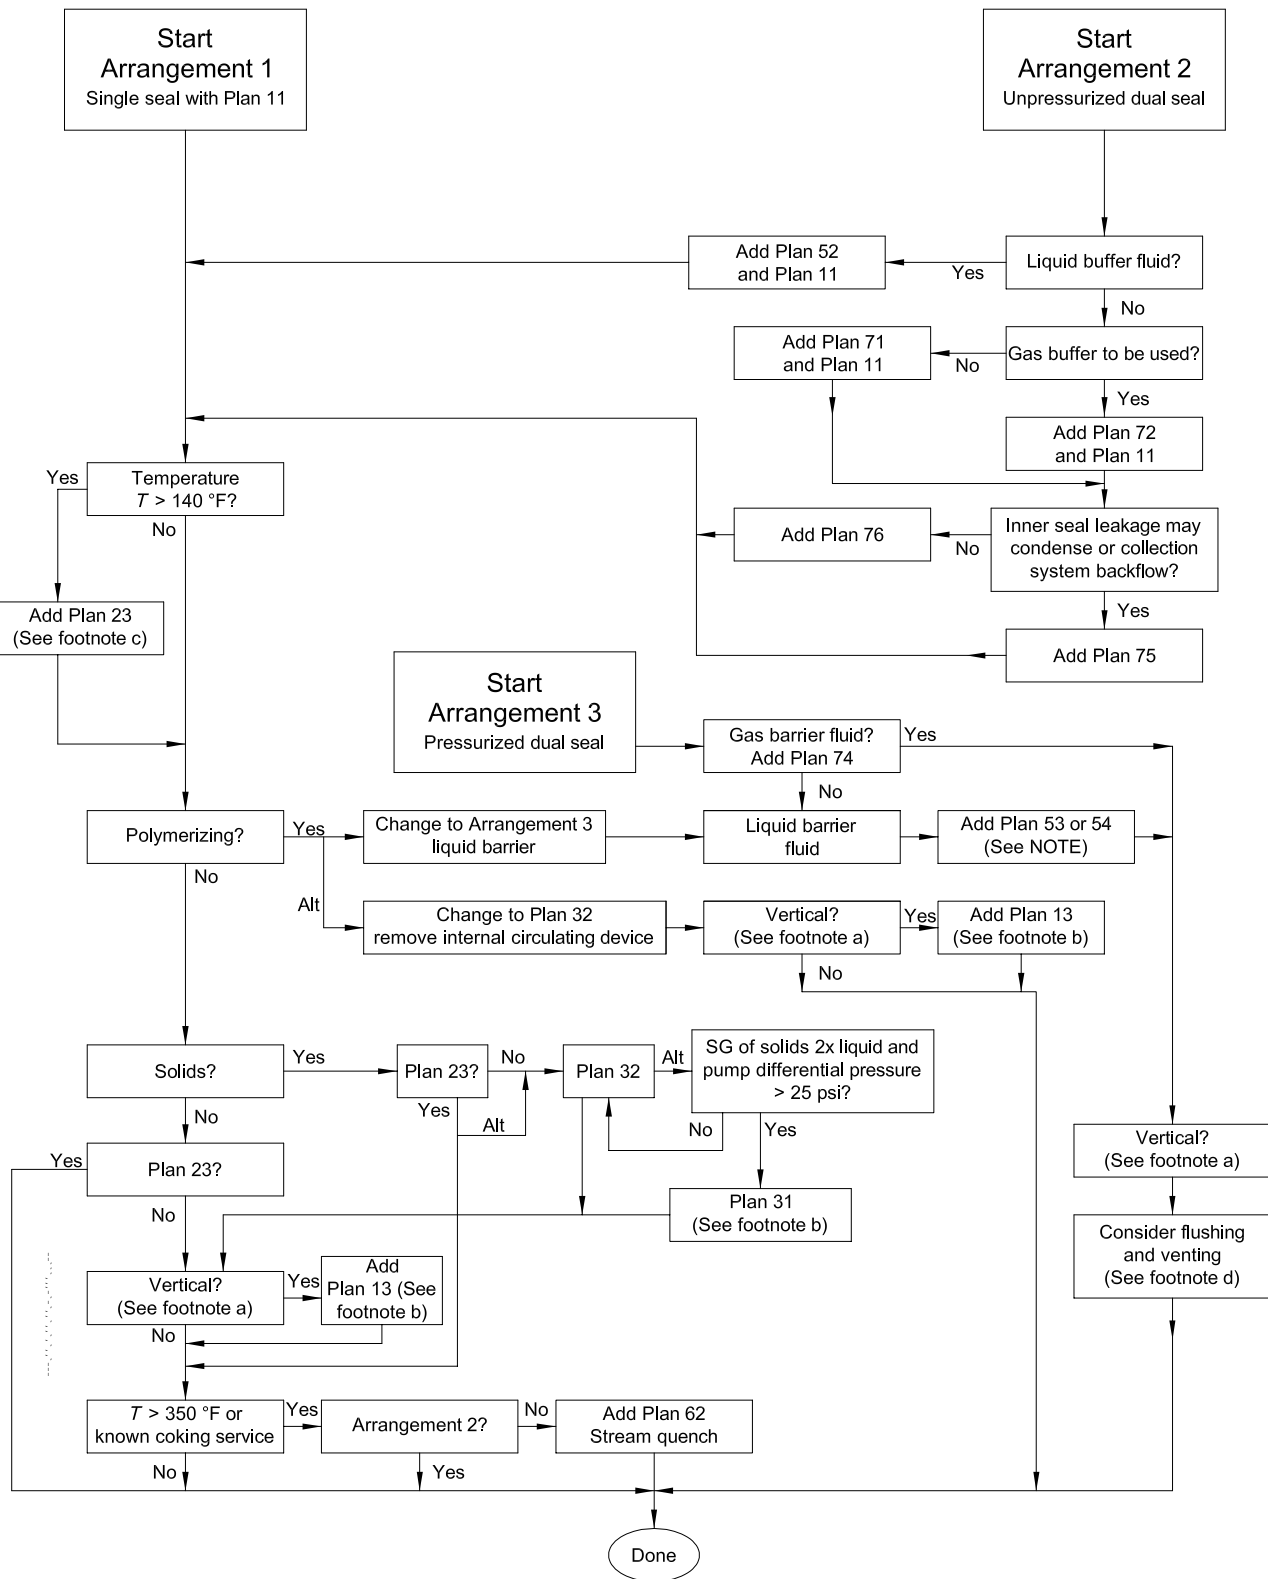 Start
Arrangement 1
Single seal with Plan 11
Start
Arrangement 2
Unpressurized dual seal
Add Plan 52
and Plan 11
Yes
Liquid buffer fluid?
No
Add Plan 71
and Plan 11
No
Gas buffer to be used?
Yes
Add Plan 72
and Plan 11
Yes
Temperature
T > 140 °F?
No
Add Plan 76
No
Inner seal leakage may
condense or collection
system backflow?
Yes
Add Plan 75
Add Plan 23
(See footnote c)
Start
Arrangement 3
Pressurized dual seal
Gas barrier fluid?
Add Plan 74
Yes
No
Polymerizing?
Yes
Change to Arrangement 3
liquid barrier
Liquid barrier
fluid
Add Plan 53 or 54
(See NOTE)
No
Alt
Change to Plan 32
remove internal circulating device
Vertical?
(See footnote a)
Yes
Add Plan 13
(See footnote b)
No
Solids?
Yes
Plan 23?
No
Plan 32
Alt
SG of solids 2x liquid and
pump differential pressure
> 25 psi?
No
Yes
Alt
No
Yes
Yes
Plan 23?
No
Plan 31
(See footnote b)
Vertical?
(See footnote a)
Consider flushing
and venting
(See footnote d)
Vertical?
(See footnote a)
Yes
Add
Plan 13 (See
footnote b)
No
T > 350 °F or
known coking service
Yes
Arrangement 2?
No
Add Plan 62
Stream quench
No
Yes
Done